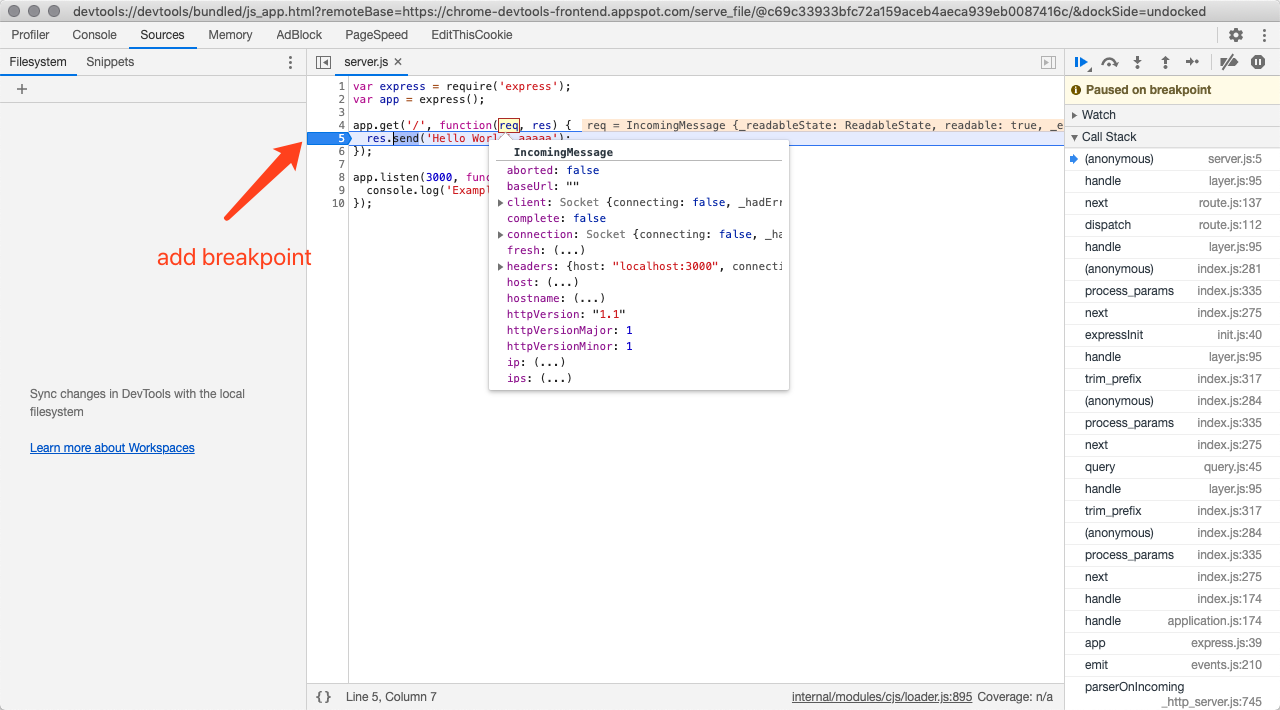 devtools://devtools/bundled/js_app.html?remoteBase=https://chrome-devtools-frontend.appspot.com/serve_file/@c69c33933bfc72a159aceb4aeca939eb0087416c/&dockSide=undocked
Profiler Console Sources Memory AdBlock PageSpeed EditThisCookie
Filesystem Snippets
server.js ×
+
Sync changes in DevTools with the local
filesystem
Learn more about Workspaces
add breakpoint
1 var express = require('express');
2 var app = express();
3
4 app.get('/', function(req, res) { req = IncomingMessage {_readableState: ReadableState, readable: true, _e
5 res.send('Hello Worl aaaaa');
6 });
7
8 app.listen(3000, func
9 console.log('Exampl
10 });
IncomingMessage
aborted: false
baseUrl: ""
client: Socket {connecting: false, _hadErr
complete: false
connection: Socket {connecting: false, _ha
fresh: (...)
headers: {host: "localhost:3000", connecti
host: (...)
hostname: (...)
httpVersion: "1.1"
httpVersionMajor: 1
httpVersionMinor: 1
ip: (...)
ips: (...)
{} Line 5, Column 7
internal/modules/cjs/loader.js:895 Coverage: n/a
Paused on breakpoint
Watch
Call Stack
(anonymous) server.js:5
handle layer.js:95
next route.js:137
dispatch route.js:112
handle layer.js:95
(anonymous) index.js:281
process_params index.js:335
next index.js:275
expressInit init.js:40
handle layer.js:95
trim_prefix index.js:317
(anonymous) index.js:284
process_params index.js:335
next index.js:275
query query.js:45
handle layer.js:95
trim_prefix index.js:317
(anonymous) index.js:284
process_params index.js:335
next index.js:275
handle index.js:174
handle application.js:174
app express.js:39
emit events.js:210
parserOnIncoming
_http_server.js:745